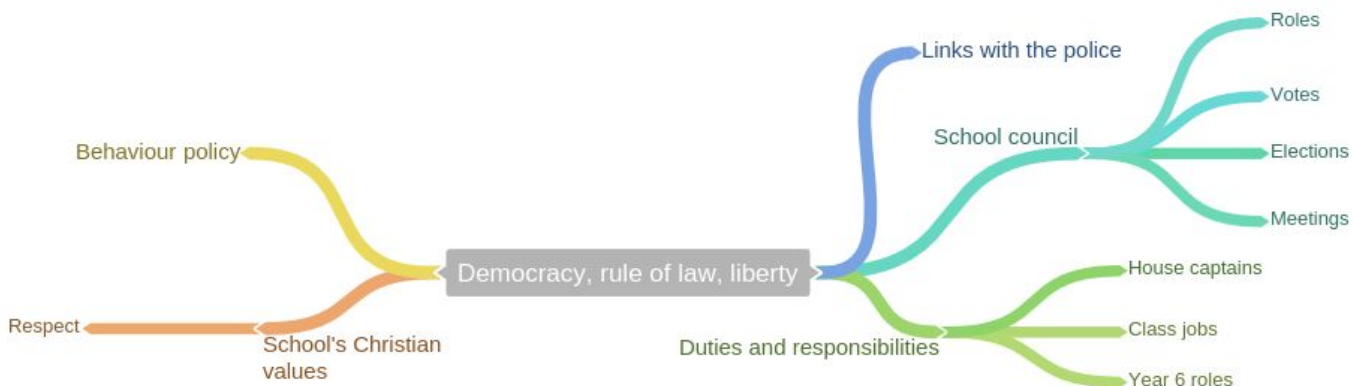 Roles
Links with the police
Votes
School council
Behaviour policy
Elections
Meetings
Democracy, rule of law, liberty
House captains
Respect
School's Christian
values
Class jobs
Duties and responsibilities
Year 6 roles